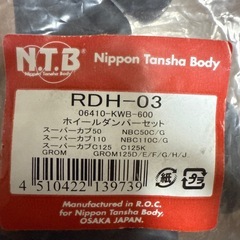 N.T.B
Nippon Tansha Body
RDH-03
06410-KWB-600
ホイールダンパーセット
スーパーカブ50 NBC50C/G
スーパーカブ110 NBC110C/G
スーパーカブC125 C125K
GROM GROM125D/E/F/G/H/J
4 510422 139739
紙
Manufactured in R.O.C.
for Nippon Tansha Body.
OSAKA JAPAN.